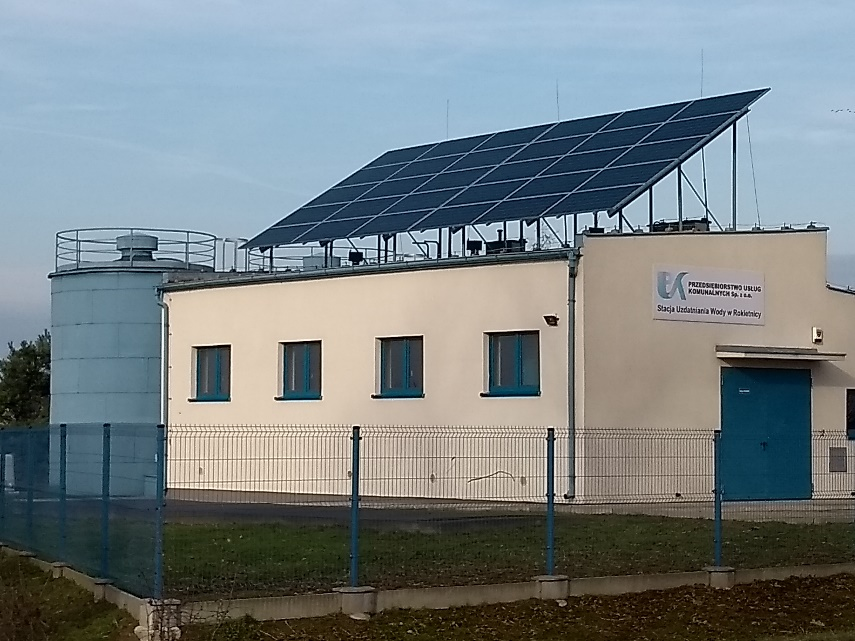 PRZEDSIĘBIORSTWO USŁUG
KOMUNALNYCH Sp. z o.o.
Stacja Uzdatniania Wody w Rokietnicy